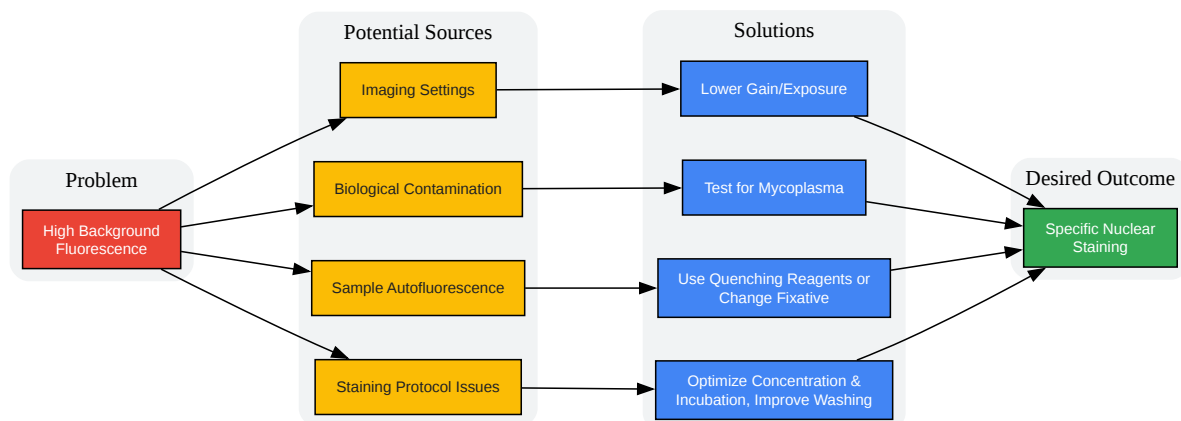 Problem
High Background
Fluorescence
Potential Sources
Imaging Settings
Biological Contamination
Sample Autofluorescence
Staining Protocol Issues
Solutions
Lower Gain/Exposure
Test for Mycoplasma
Use Quenching Reagents or
Change Fixative
Optimize Concentration &
Incubation, Improve Washing
Desired Outcome
Specific Nuclear
Staining